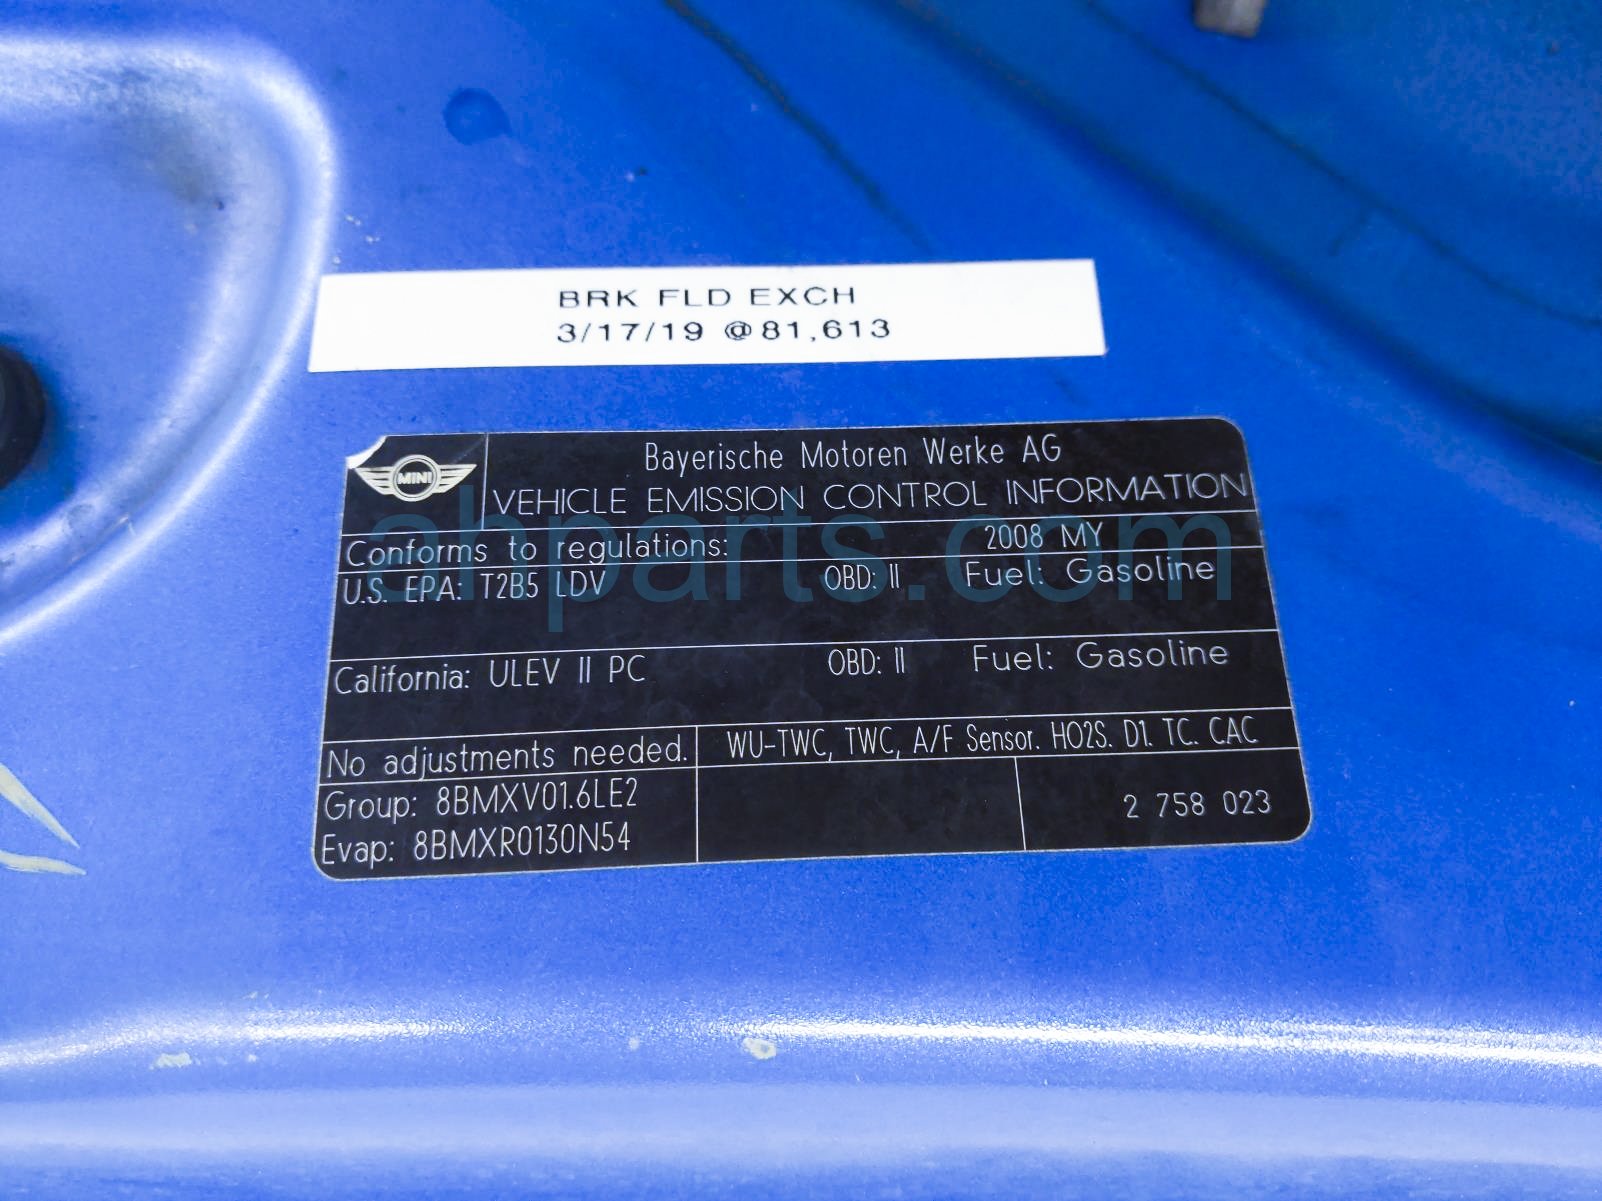 BRK FLD EXCH
3/17/19 @81,613
MINI
Bayerische Motoren Werke AG
VEHICLE EMISSION CONTROL INFORMATION
Conforms to regulations: 2008 MY
U.S. EPA: T2B5 LDV OBD: II Fuel: Gasoline
California: ULEV II PC OBD: II Fuel: Gasoline
No adjustments needed. WU-TWC, TWC, A/F Sensor. HO2S. D1. TC. CAC
Group: 8BMXV01.6LE2
Evap: 8BMXR0130N54
2 758 023
ahparts.com